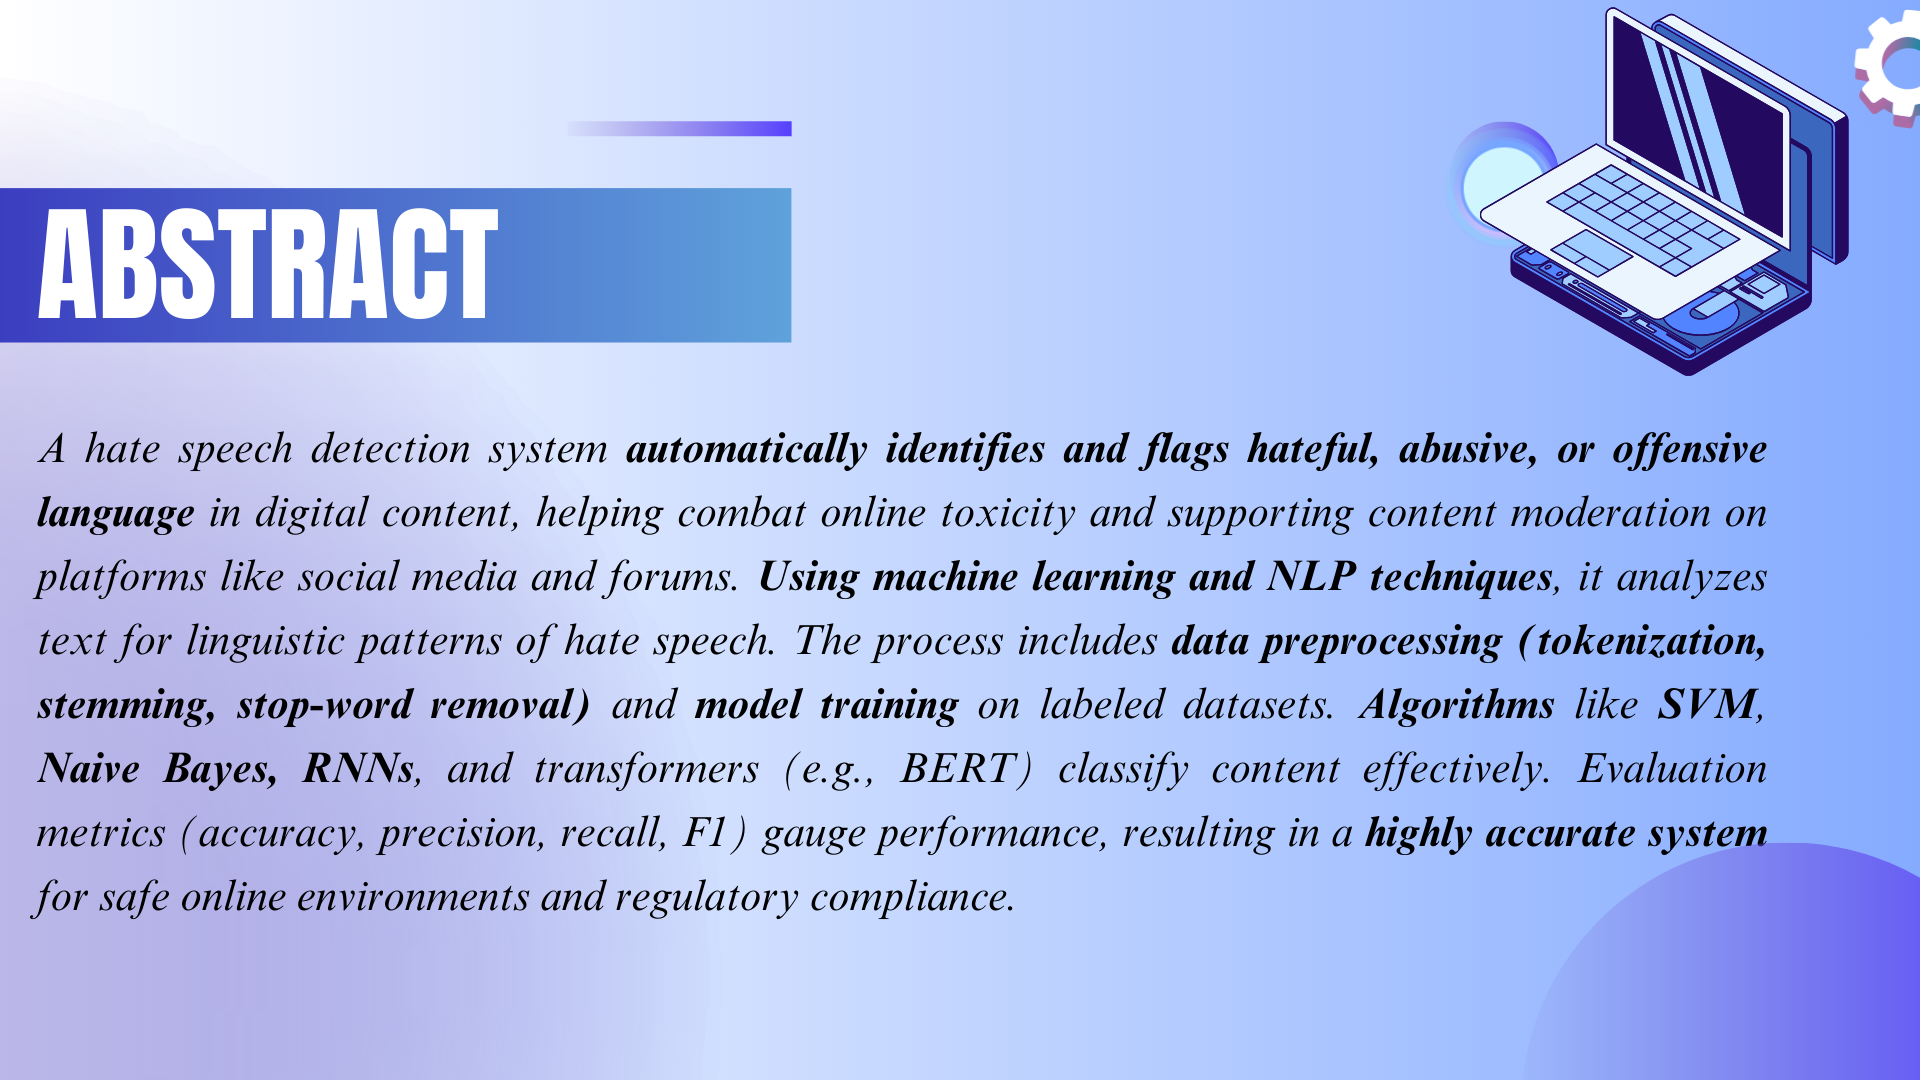 ABSTRACT
A hate speech detection system automatically identifies and flags hateful, abusive, or offensive
language in digital content, helping combat online toxicity and supporting content moderation on
platforms like social media and forums. Using machine learning and NLP techniques, it analyzes
text for linguistic patterns of hate speech. The process includes data preprocessing (tokenization,
stemming, stop-word removal) and model training on labeled datasets. Algorithms like SVM,
Naive Bayes, RNNs, and transformers (e.g., BERT) classify content effectively. Evaluation
metrics (accuracy, precision, recall, F1) gauge performance, resulting in a highly accurate system
for safe online environments and regulatory compliance.